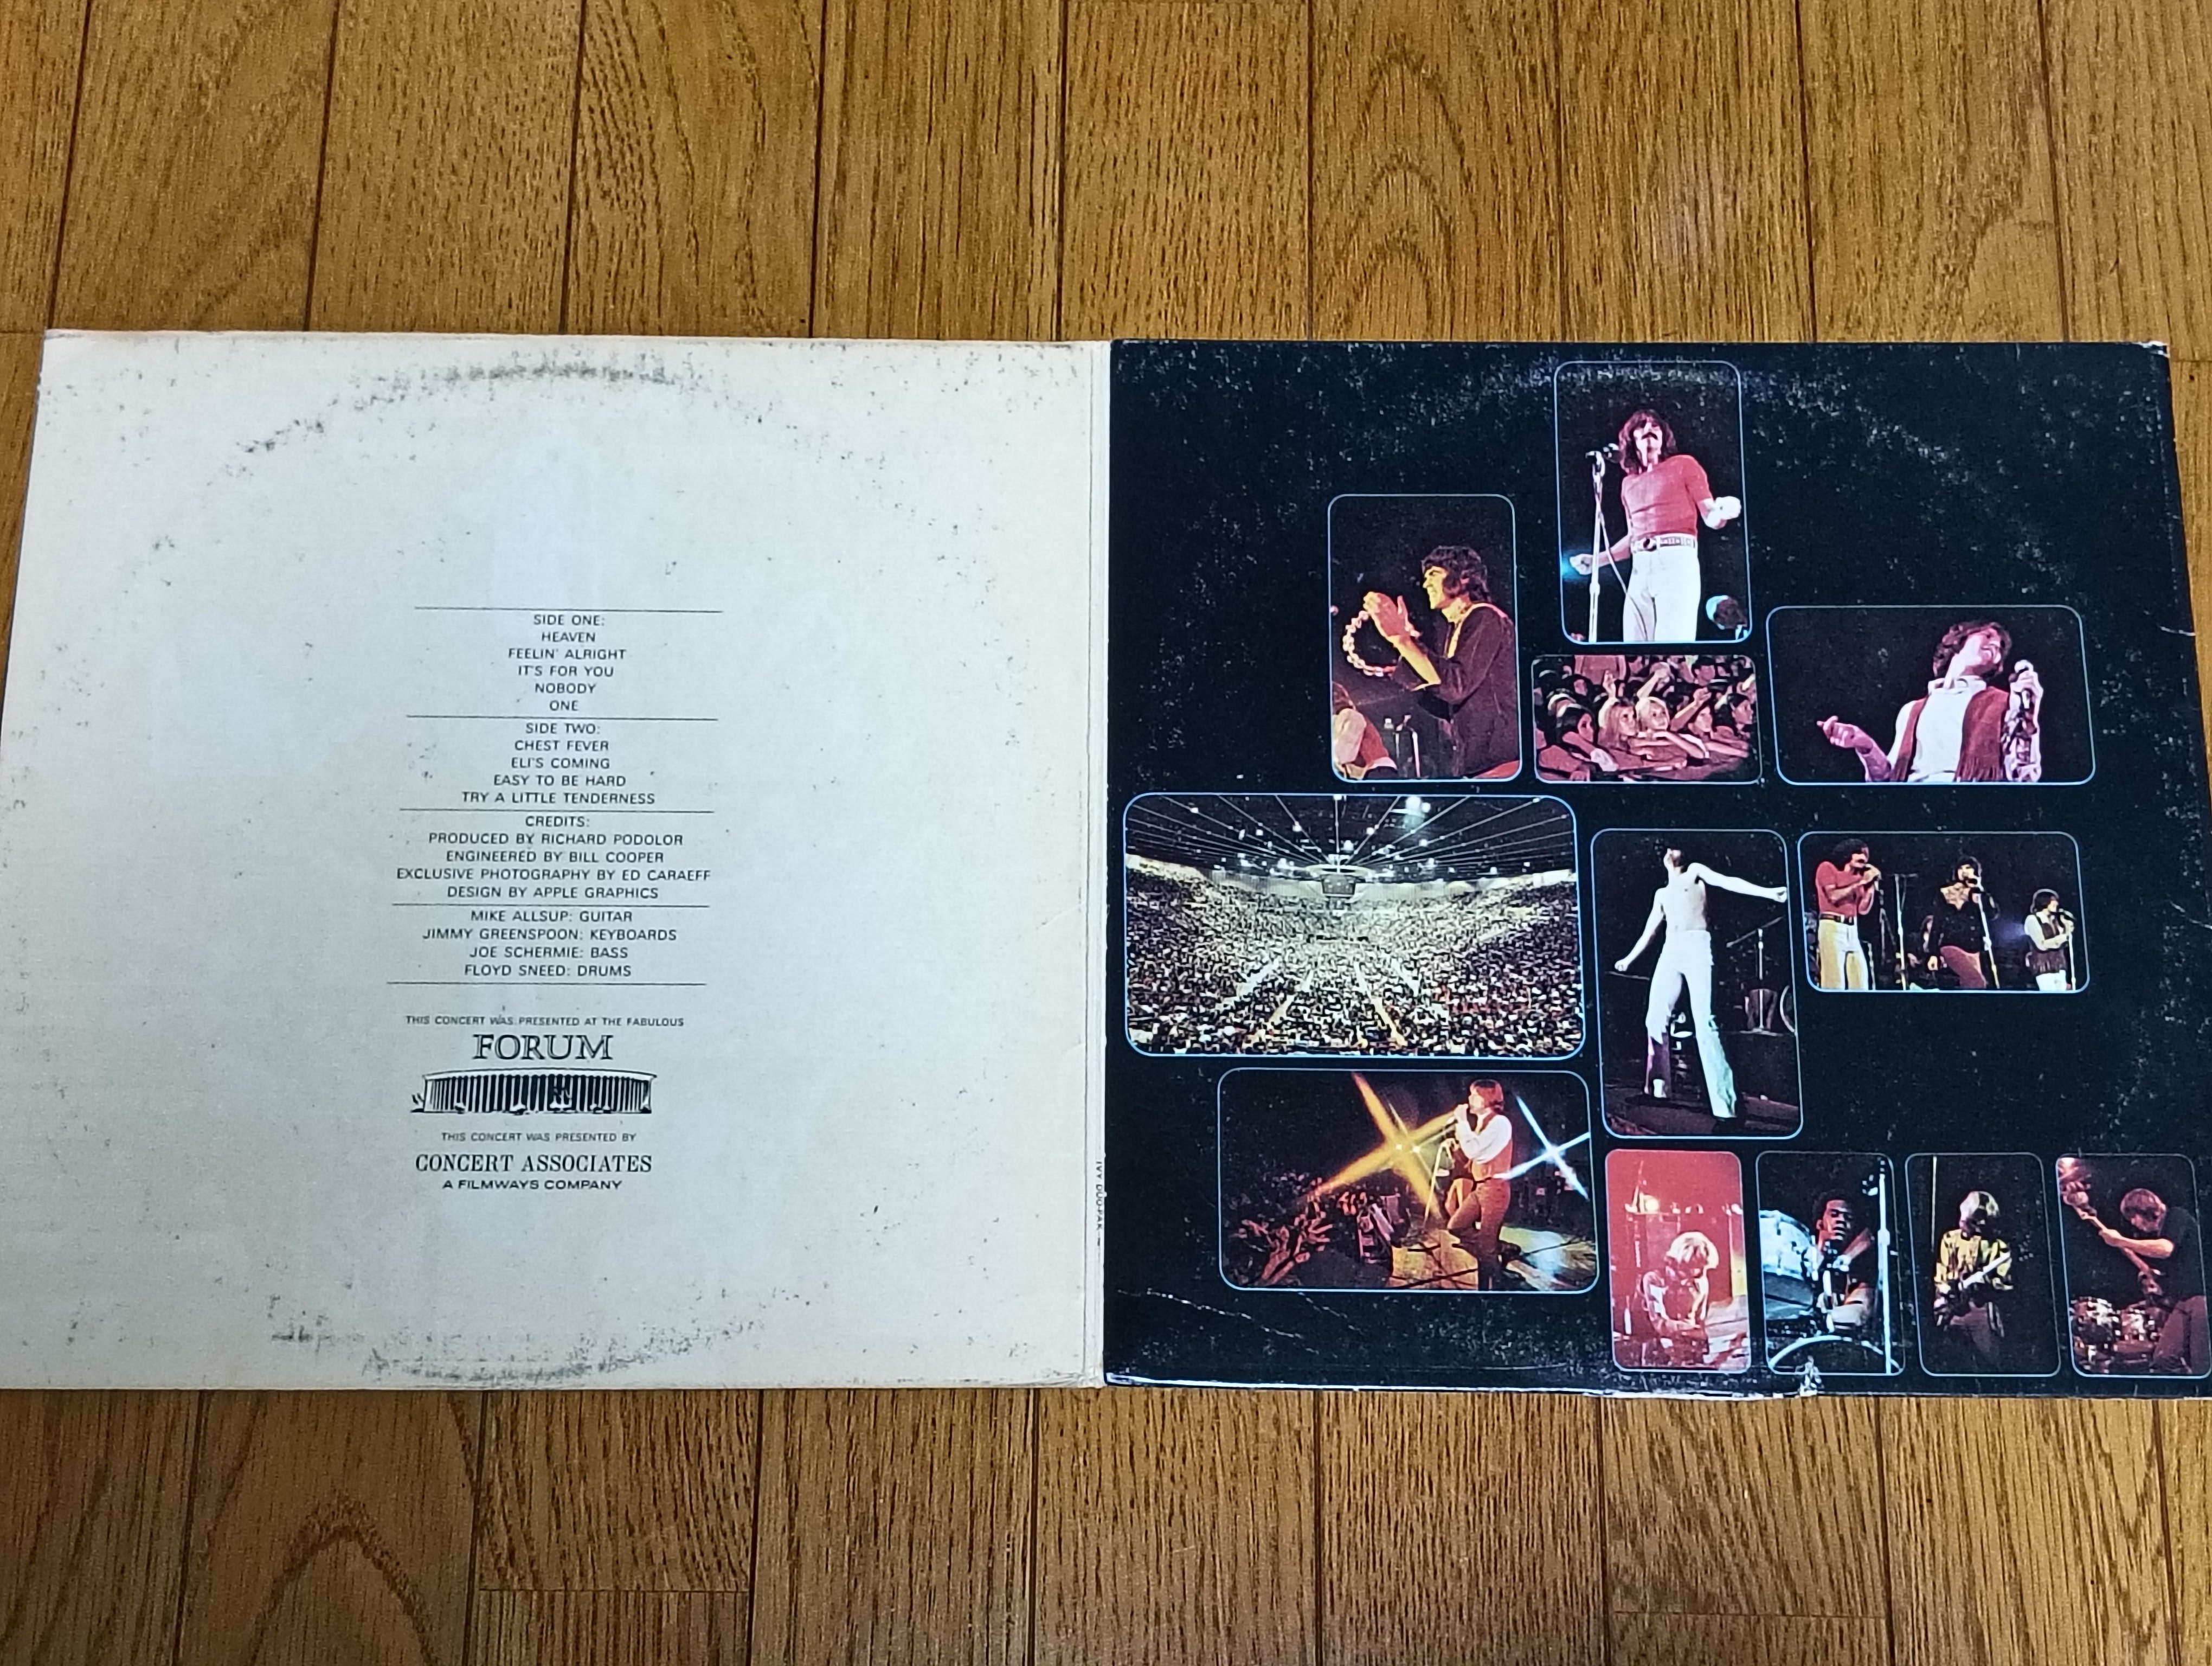 SIDE ONE:
HEAVEN
FEELIN' ALRIGHT
IT'S FOR YOU
NOBODY
ONE
SIDE TWO:
CHEST FEVER
ELI'S COMING
EASY TO BE HARD
TRY A LITTLE TENDERNESS
CREDITS:
PRODUCED BY RICHARD PODOLOR
ENGINEERED BY BILL COOPER
EXCLUSIVE PHOTOGRAPHY BY ED CARAEFF
DESIGN BY APPLE GRAPHICS
MIKE ALLSUP: GUITAR
JIMMY GREENSPOON: KEYBOARDS
JOE SCHERMIE: BASS
FLOYD SNEED: DRUMS
THIS CONCERT WAS PRESENTED AT THE FABULOUS
FORUM
THIS CONCERT WAS PRESENTED BY
CONCERT ASSOCIATES
A FILMWAYS COMPANY